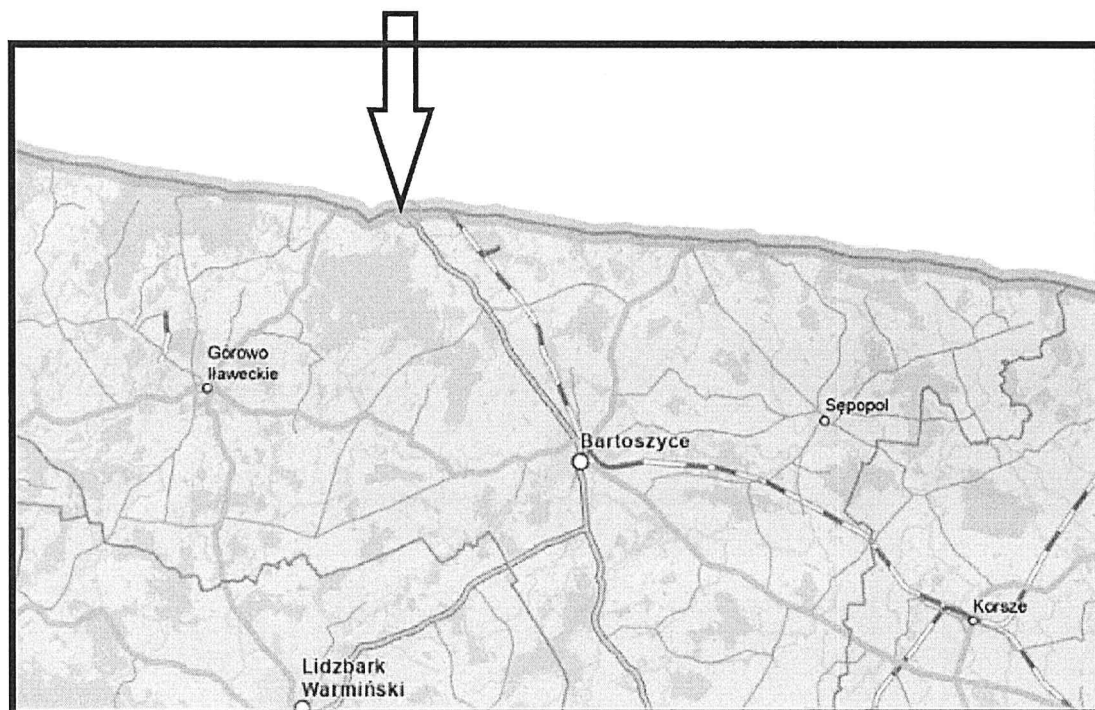 Górowo
Iławeckie
Sępopol
Bartoszyce
Korsze
Lidzbark
Warmiński